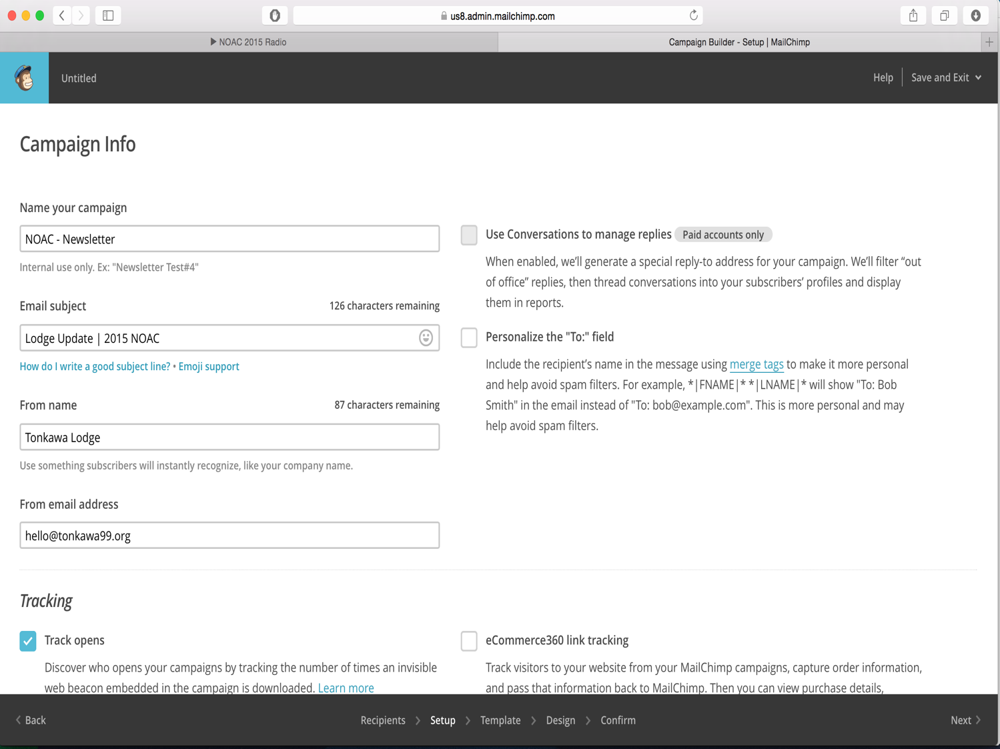 us8.admin.mailchimp.com
NOAC 2015 Radio
Campaign Builder - Setup | MailChimp
Untitled
Help
Save and Exit
Campaign Info
Name your campaign
NOAC - Newsletter
Internal use only. Ex: "Newsletter Test#4"
Email subject
126 characters remaining
Lodge Update | 2015 NOAC
How do I write a good subject line? • Emoji support
From name
87 characters remaining
Tonkawa Lodge
Use something subscribers will instantly recognize, like your company name.
From email address
hello@tonkawa99.org
Use Conversations to manage replies Paid accounts only
When enabled, we’ll generate a special reply-to address for your campaign. We’ll filter “out
of office” replies, then thread conversations into your subscribers’ profiles and display
them in reports.
Personalize the "To:" field
Include the recipient’s name in the message using merge tags to make it more personal
and help avoid spam filters. For example, *|FNAME|* *|LNAME|* will show "To: Bob
Smith" in the email instead of "To: bob@example.com". This is more personal and may
help avoid spam filters.
Tracking
Track opens
Discover who opens your campaigns by tracking the number of times an invisible
web beacon embedded in the campaign is downloaded. Learn more
eCommerce360 link tracking
Track visitors to your website from your MailChimp campaigns, capture order information,
and pass that information back to MailChimp. Then you can view purchase details,
Back
Recipients
Setup
Template
Design
Confirm
Next